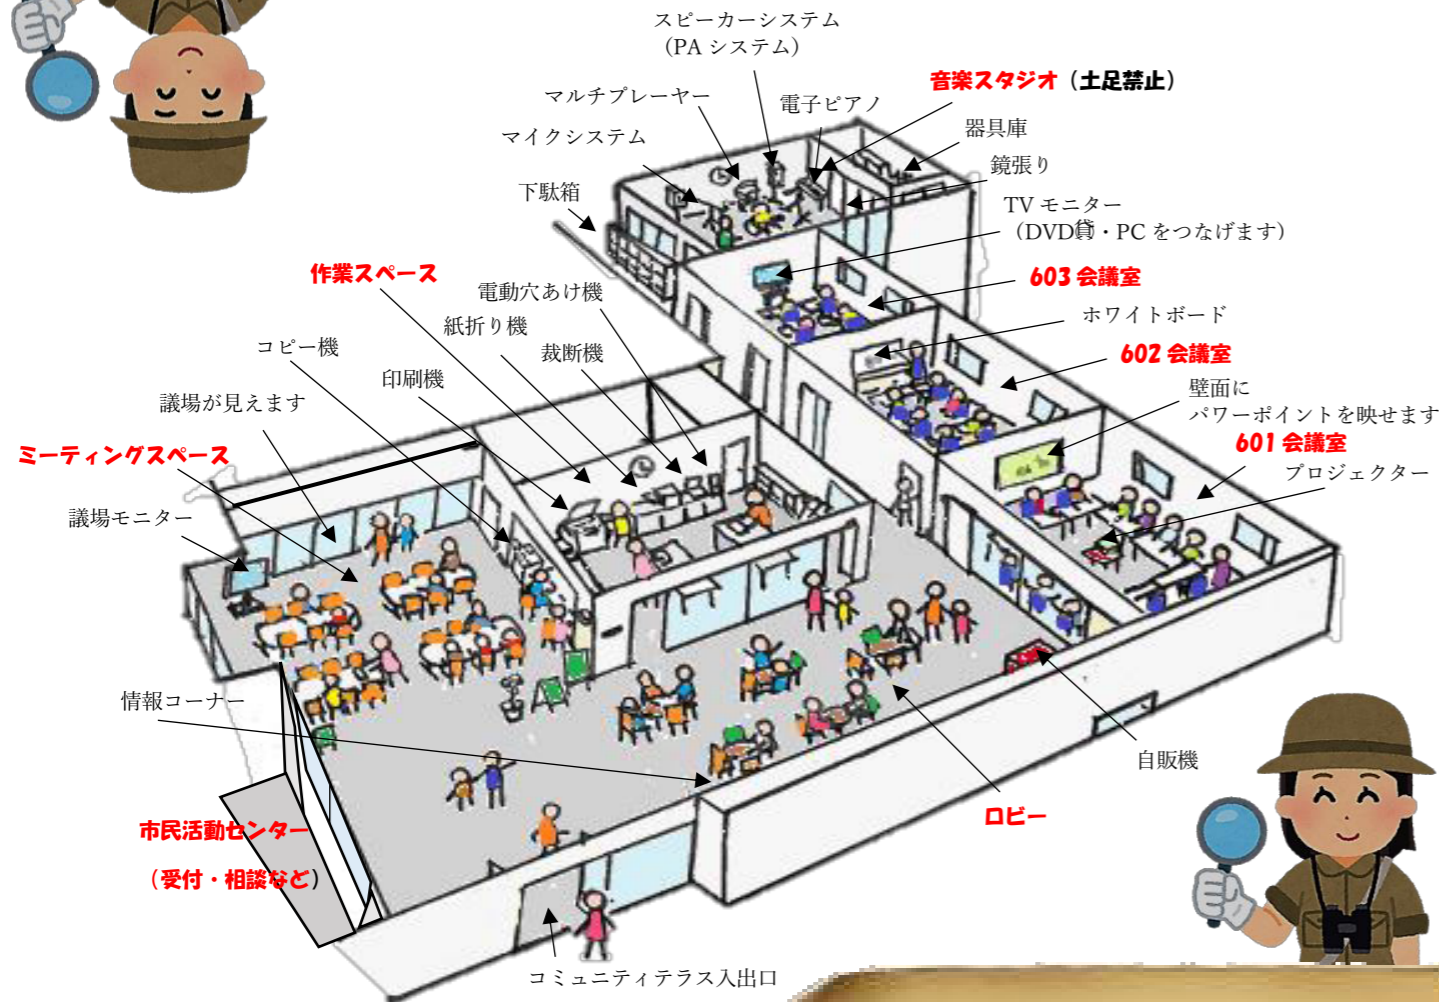 スピーカーシステム
（PA システム）
音楽スタジオ（土足禁止）
マルチプレーヤー
電子ピアノ
器具庫
マイクシステム
鏡張り
下駄箱
TV モニター
（DVD貸・PC をつなげます）
作業スペース
603 会議室
電動穴あけ機
紙折り機
ホワイトボード
コピー機
裁断機
602 会議室
印刷機
壁面に
パワーポイントを映せます
議場が見えます
601 会議室
ミーティングスペース
プロジェクター
議場モニター
情報コーナー
自販機
ロビー
市民活動センター
（受付・相談など）
コミュニティテラス入出口